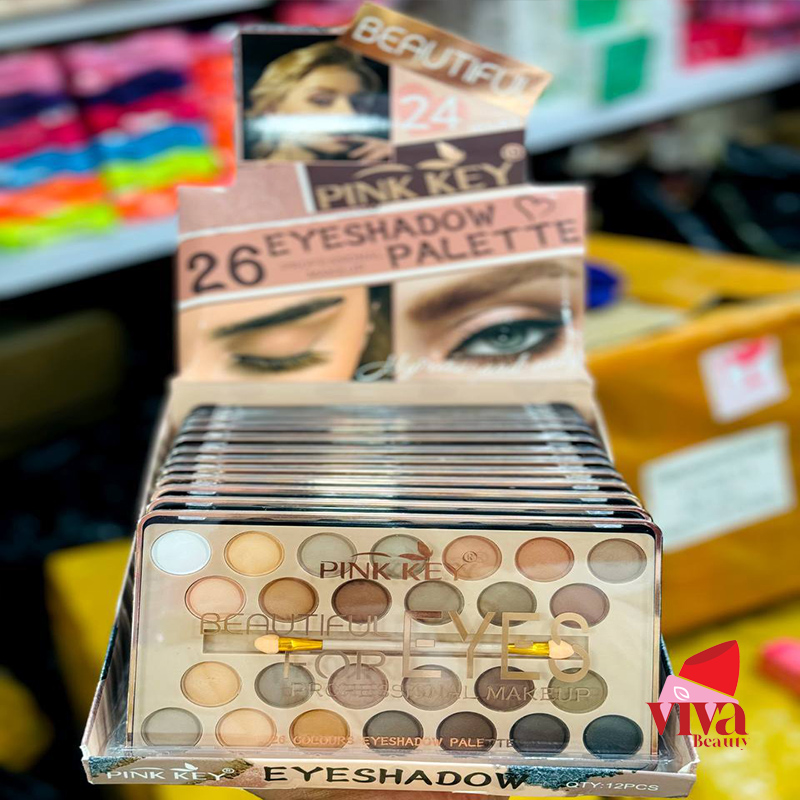 BEAUTIFUL
24
PINK KEY®
26 EYESHADOW
PALETTE
PINK KEY®
BEAUTIFUL
FOR EYES
PROFESSIONAL MAKEUP
26 COLOURS EYESHADOW PALETTE
PINK KEY® EYESHADOW QTY:12PCS
viva
Beauty